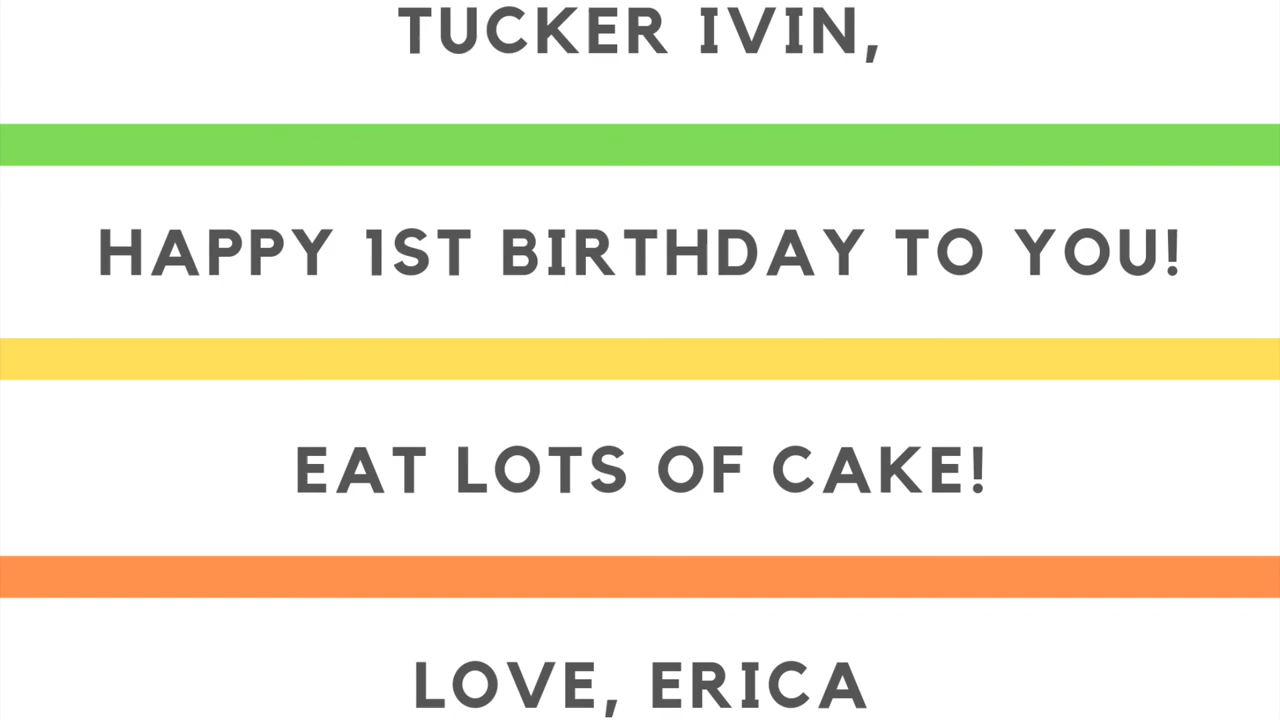 TUCKER IVIN,
HAPPY 1ST BIRTHDAY TO YOU!
EAT LOTS OF CAKE!
LOVE, ERICA